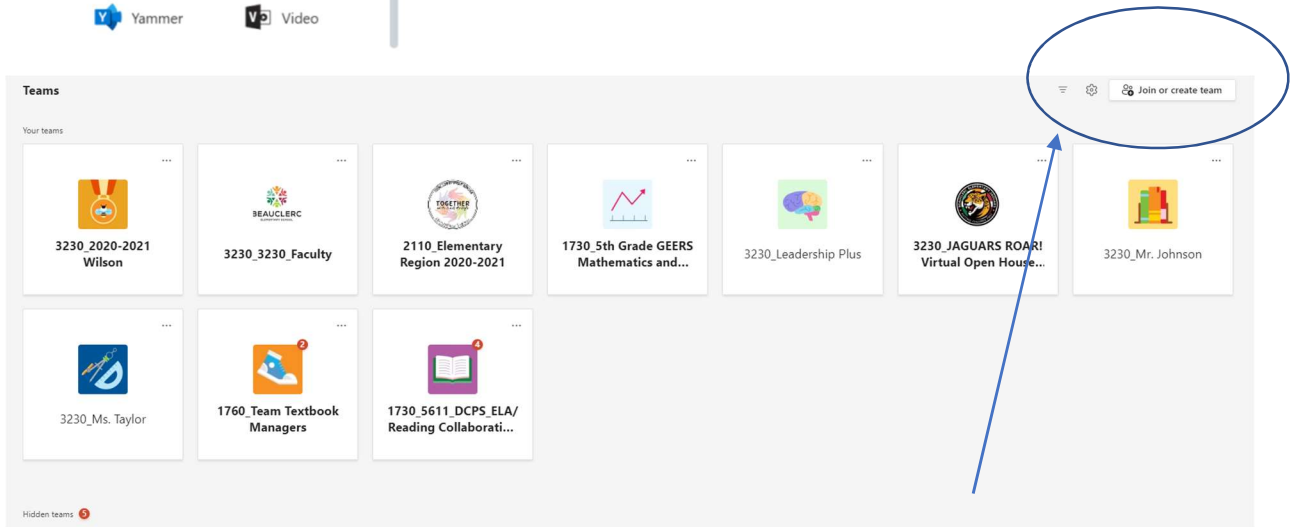 Yammer
Video
Teams
Join or create team
Your teams
3230_2020-2021
Wilson
BEAUCLERC
3230_3230_Faculty
TOGETHER
2110_Elementary
Region 2020-2021
1730_5th Grade GEERS
Mathematics and...
3230_Leadership Plus
3230_JAGUARS ROAR!
Virtual Open House...
3230_Mr. Johnson
3230_Ms. Taylor
2
1760_Team Textbook
Managers
4
1730_5611_DCPS_ELA/
Reading Collaborati...
Hidden teams 5